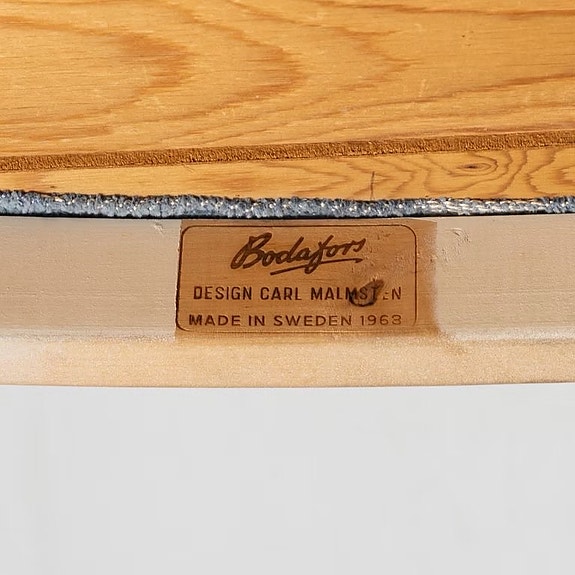 Bodafors
DESIGN CARL MALMSTEN
MADE IN SWEDEN 1963